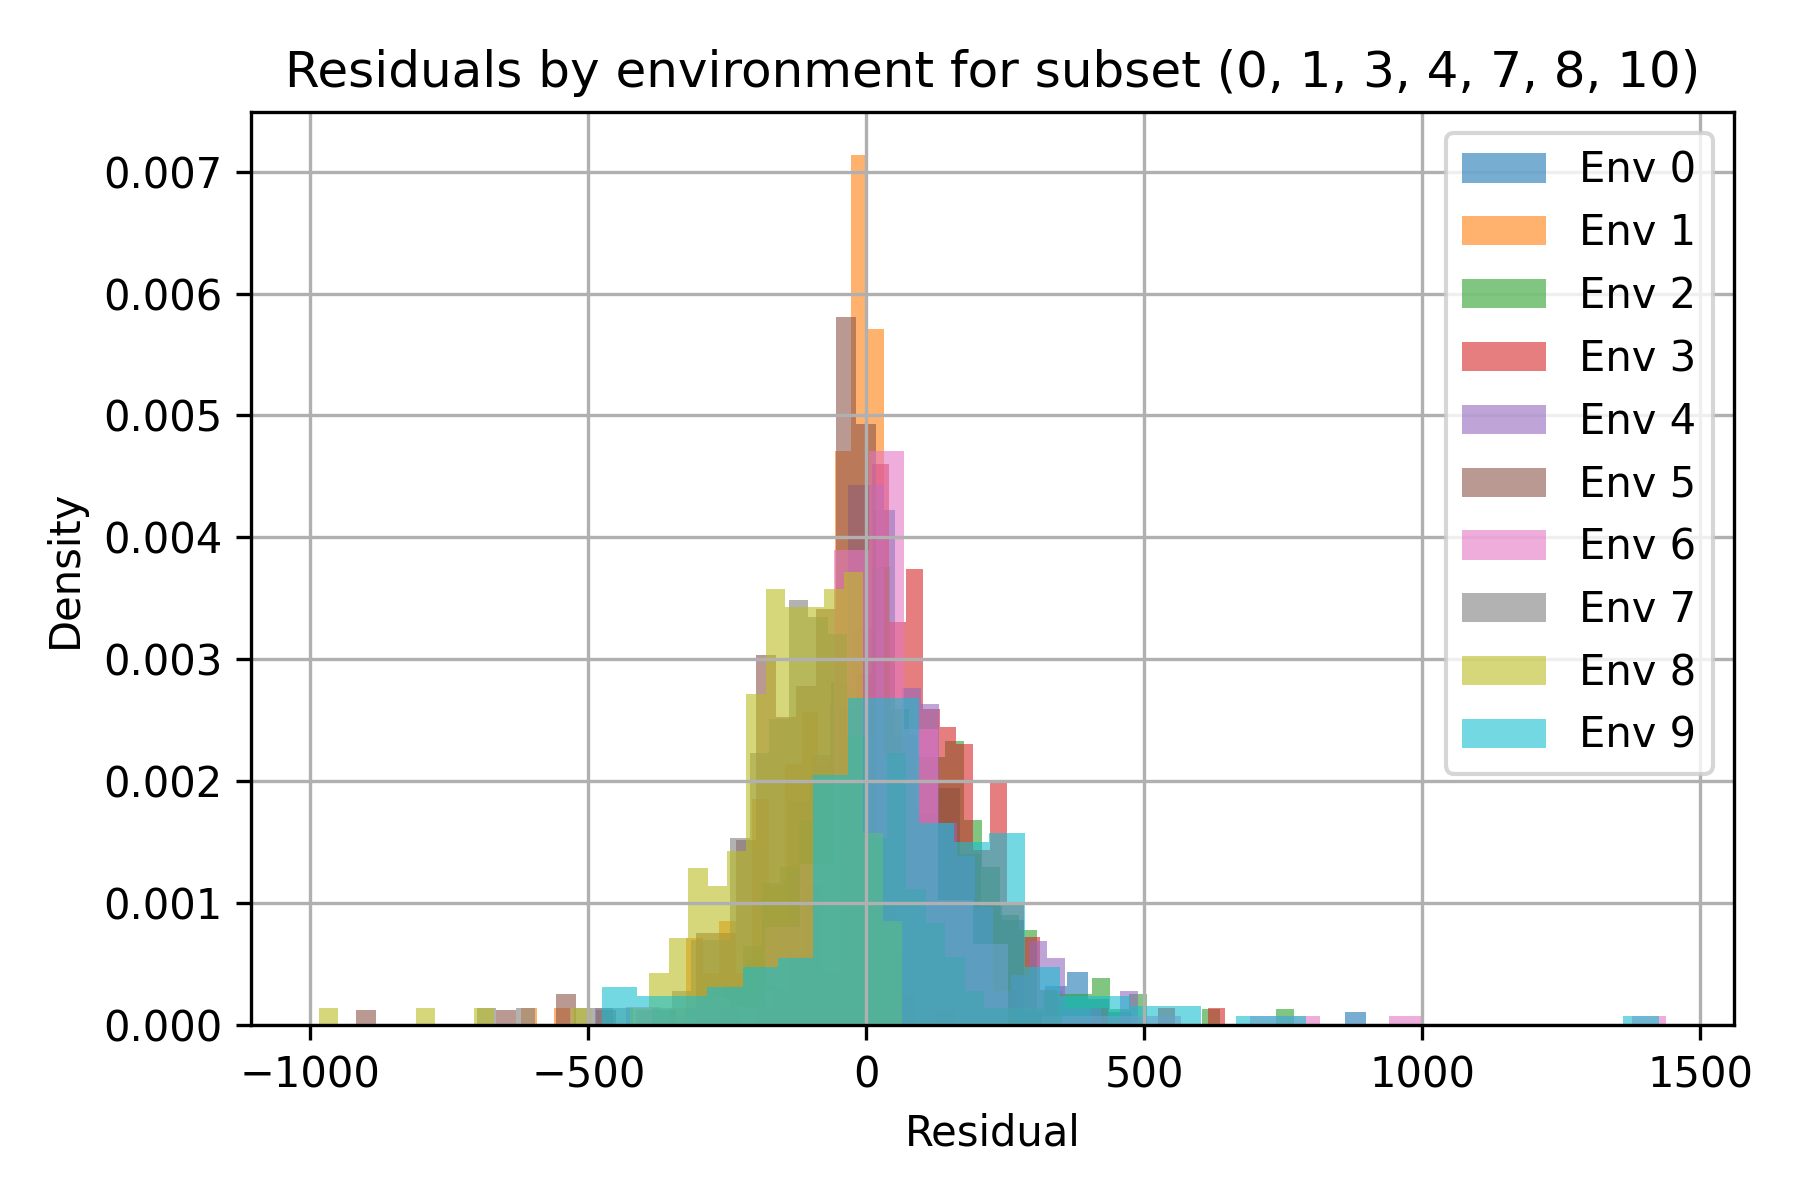 Residuals by environment for subset (0, 1, 3, 4, 7, 8, 10)
Density
0.007
0.006
0.005
0.004
0.003
0.002
0.001
0.000
−1000
−500
0
500
1000
1500
Residual
Env 0
Env 1
Env 2
Env 3
Env 4
Env 5
Env 6
Env 7
Env 8
Env 9